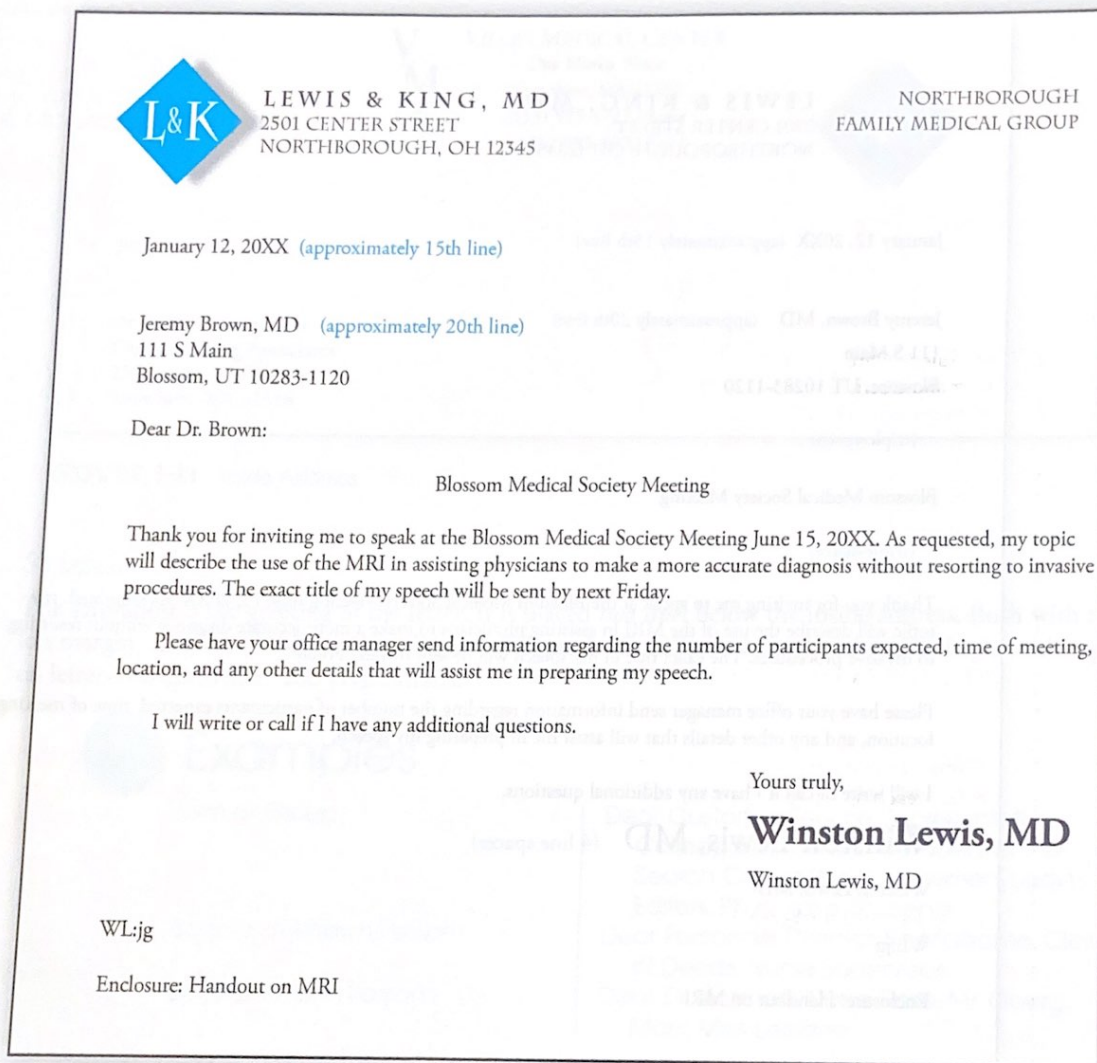 L&K
LEWIS & KING, MD
2501 CENTER STREET
NORTHBOROUGH, OH 12345
NORTHBOROUGH
FAMILY MEDICAL GROUP
January 12, 20XX (approximately 15th line)
Jeremy Brown, MD (approximately 20th line)
111 S Main
Blossom, UT 10283-1120
Dear Dr. Brown:
Blossom Medical Society Meeting
Thank you for inviting me to speak at the Blossom Medical Society Meeting June 15, 20XX. As requested, my topic
will describe the use of the MRI in assisting physicians to make a more accurate diagnosis without resorting to invasive
procedures. The exact title of my speech will be sent by next Friday.
Please have your office manager send information regarding the number of participants expected, time of meeting,
location, and any other details that will assist me in preparing my speech.
I will write or call if I have any additional questions.
Yours truly,
Winston Lewis, MD
Winston Lewis, MD
WL:jg
Enclosure: Handout on MRI